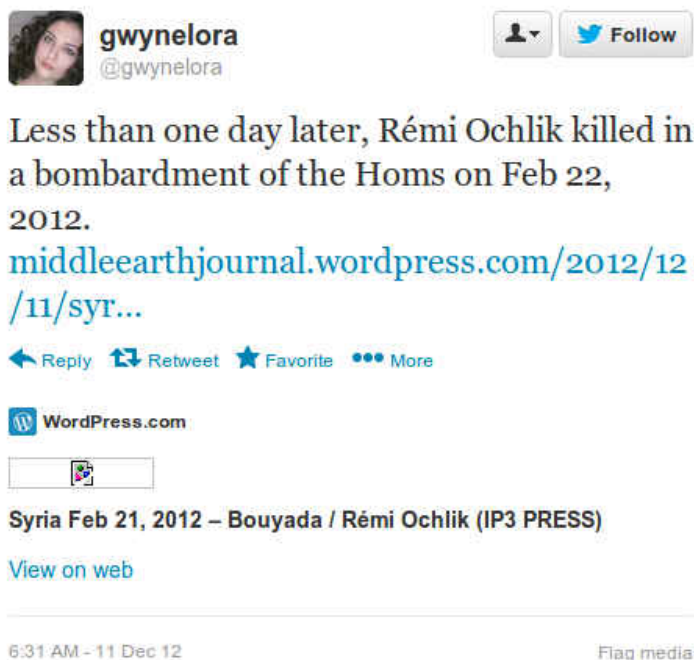 gwynelora
@gwynelora
Follow
Less than one day later, Rémi Ochlik killed in
a bombardment of the Homs on Feb 22,
2012.
middleearthjournal.wordpress.com/2012/12
/11/syr...
Reply Retweet Favorite More
WordPress.com
Syria Feb 21, 2012 – Bouyada / Rémi Ochlik (IP3 PRESS)
View on web
6:31 AM - 11 Dec 12
Flag media